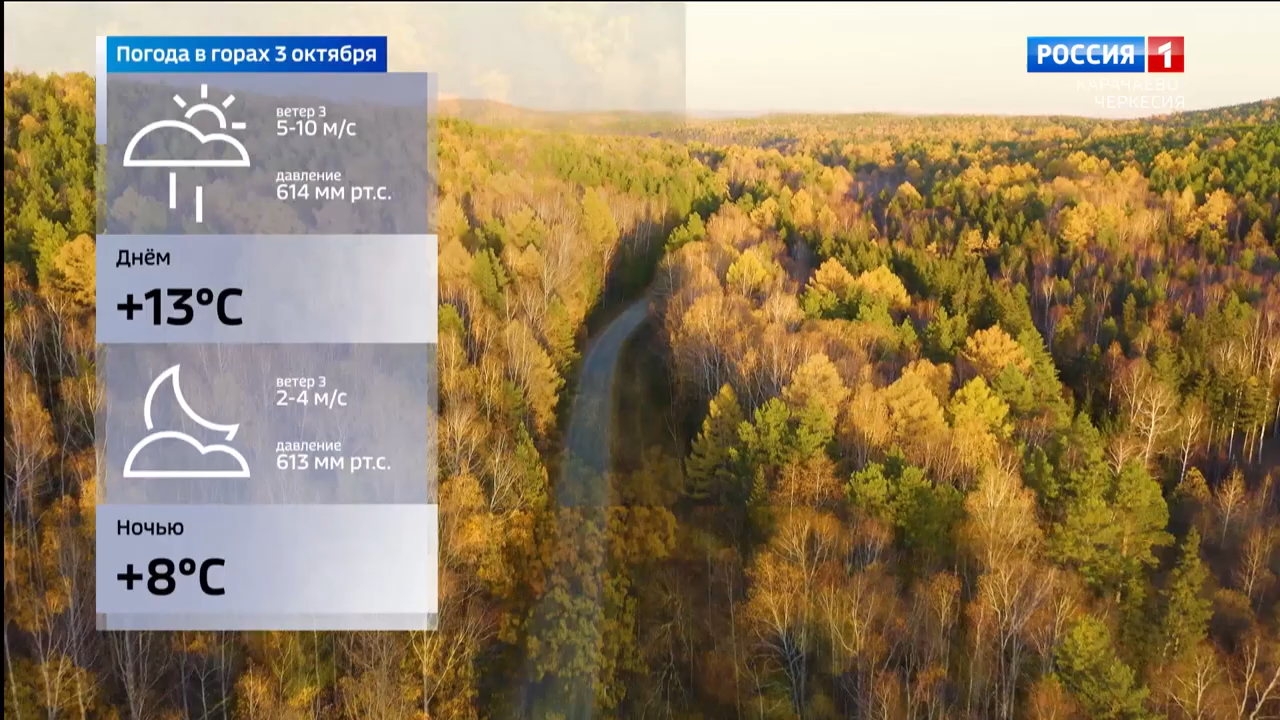 Погода в горах 3 октября
ветер З
5-10 м/с
давление
614 мм рт.с.
Днём
+13°C
ветер З
2-4 м/с
давление
613 мм рт.с.
Ночью
+8°C
РОССИЯ 1
КАРАЧАЕВО
ЧЕРКЕСИЯ